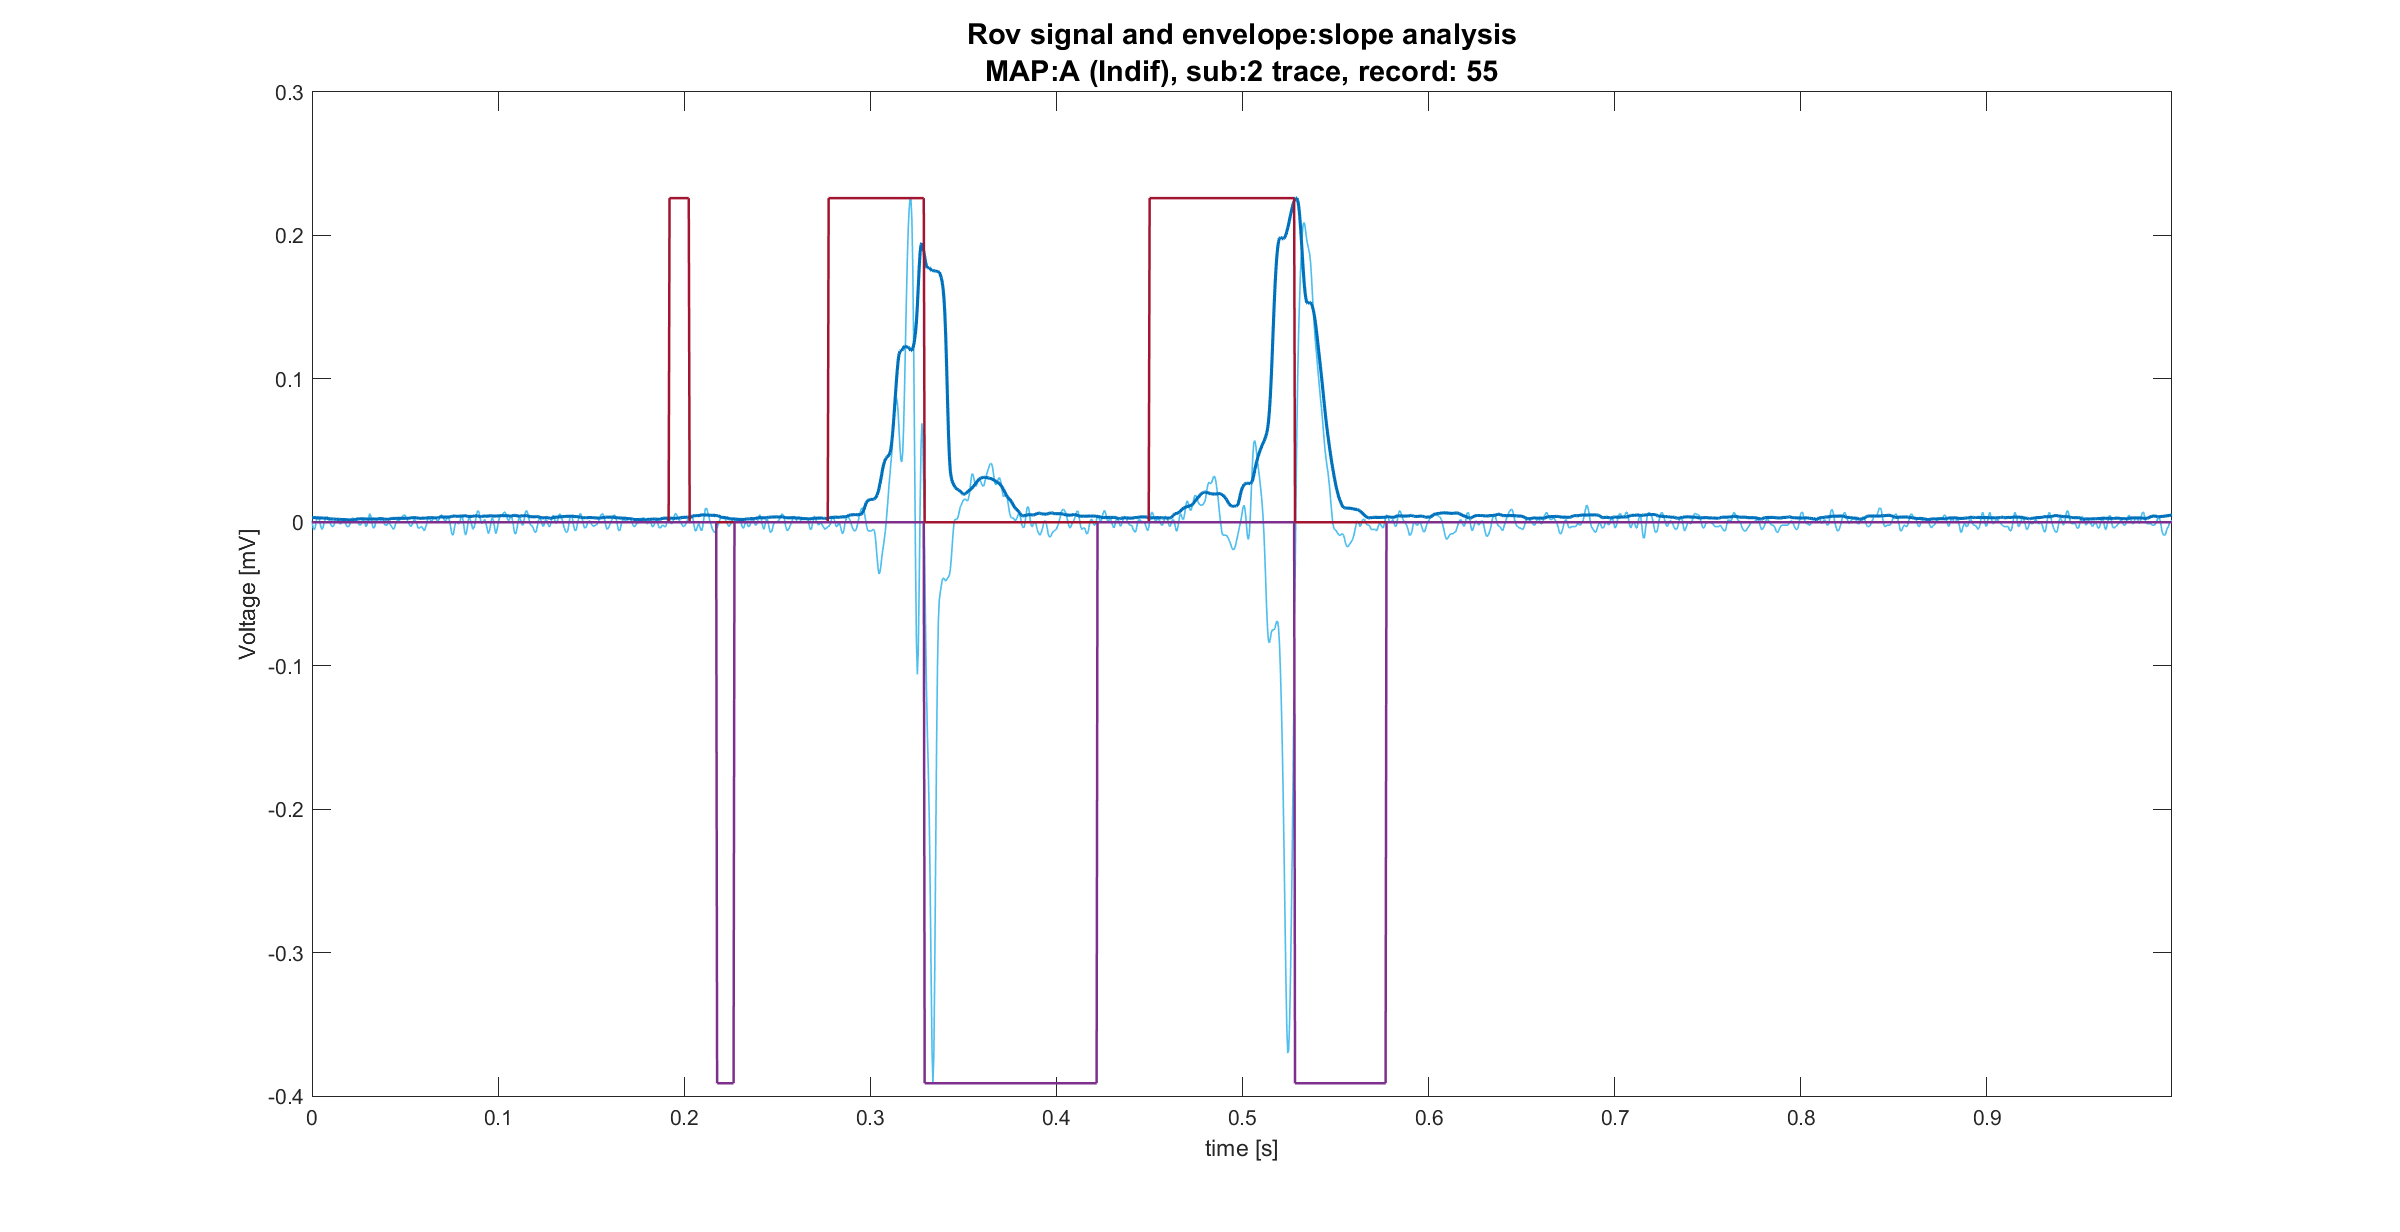 Rov signal and envelope:slope analysis
MAP:A (Indif), sub:2 trace, record: 55
0.3
0.2
0.1
0
-0.1
-0.2
-0.3
-0.4
Voltage [mV]
0 0.1 0.2 0.3 0.4 0.5 0.6 0.7 0.8 0.9
time [s]